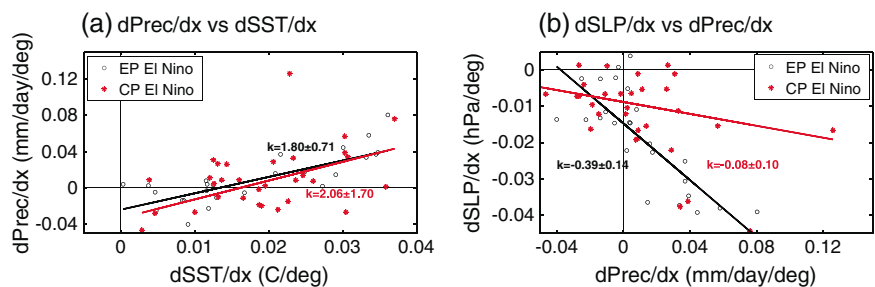 (a) dPrec/dx vs dSST/dx
dPrec/dx (mm/day/deg)
0.12
0.08
0.04
0
-0.04
EP El Nino
CP El Nino
k=1.80±0.71
k=2.06±1.70
0 0.01 0.02 0.03 0.04
dSST/dx (C/deg)
(b) dSLP/dx vs dPrec/dx
dSLP/dx (hPa/deg)
0
-0.01
-0.02
-0.03
-0.04
EP El Nino
CP El Nino
k=-0.39±0.14
k=-0.08±0.10
-0.04 0 0.04 0.08 0.12
dPrec/dx (mm/day/deg)